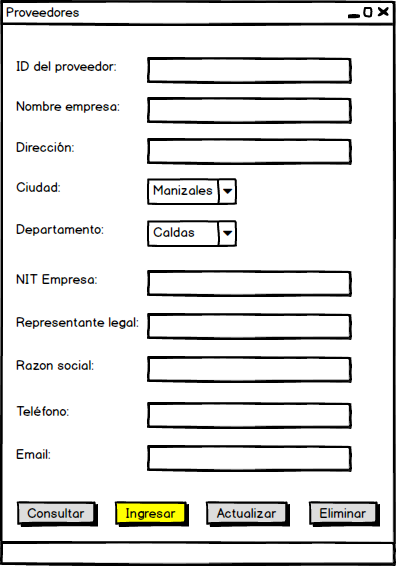 Proveedores
ID del proveedor:
Nombre empresa:
Dirección:
Ciudad: Manizales
Departamento: Caldas
NIT Empresa:
Representante legal:
Razon social:
Teléfono:
Email:
Consultar Ingresar Actualizar Eliminar